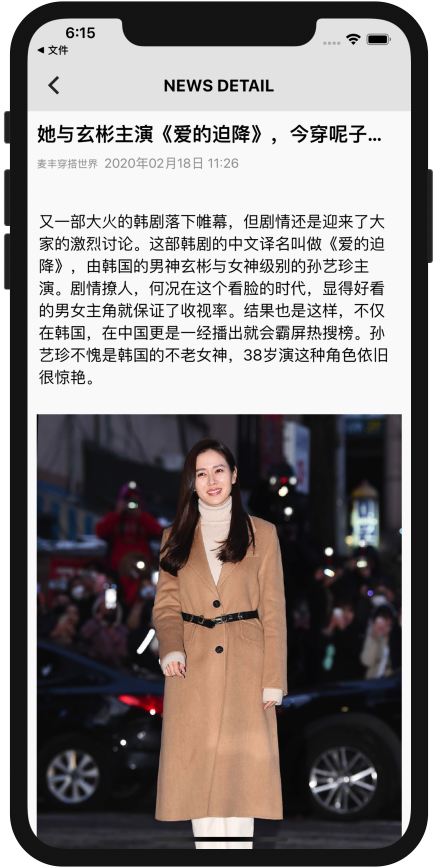 6:15
◀ 文件
NEWS DETAIL
她与玄彬主演《爱的迫降》，今穿呢子...
麦丰穿搭世界 2020年02月18日 11:26
又一部大火的韩剧落下帷幕，但剧情还是迎来了大
家的激烈讨论。这部韩剧的中文译名叫做《爱的迫
降》，由韩国的男神玄彬与女神级别的孙艺珍主
演。剧情撩人，何况在这个看脸的时代，显得好看
的男女主角就保证了收视率。结果也是这样，不仅
在韩国，在中国更是一经播出就会霸屏热搜榜。孙
艺珍不愧是韩国的不老女神，38岁演这种角色依旧
很惊艳。